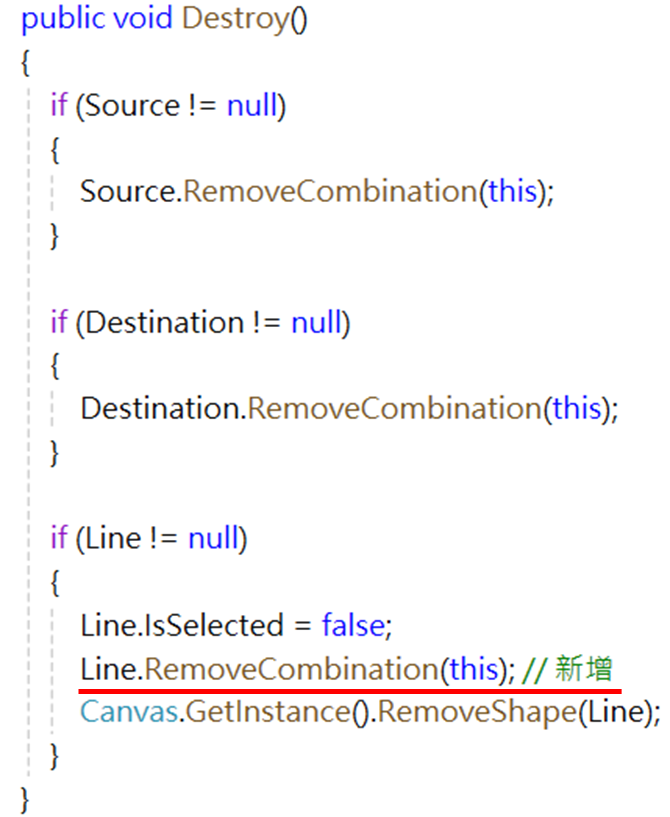 public void Destroy()
{
if (Source != null)
{
Source.RemoveCombination(this);
}
if (Destination != null)
{
Destination.RemoveCombination(this);
}
if (Line != null)
{
Line.IsSelected = false;
Line.RemoveCombination(this); // 新增
Canvas.GetInstance().RemoveShape(Line);
}
}